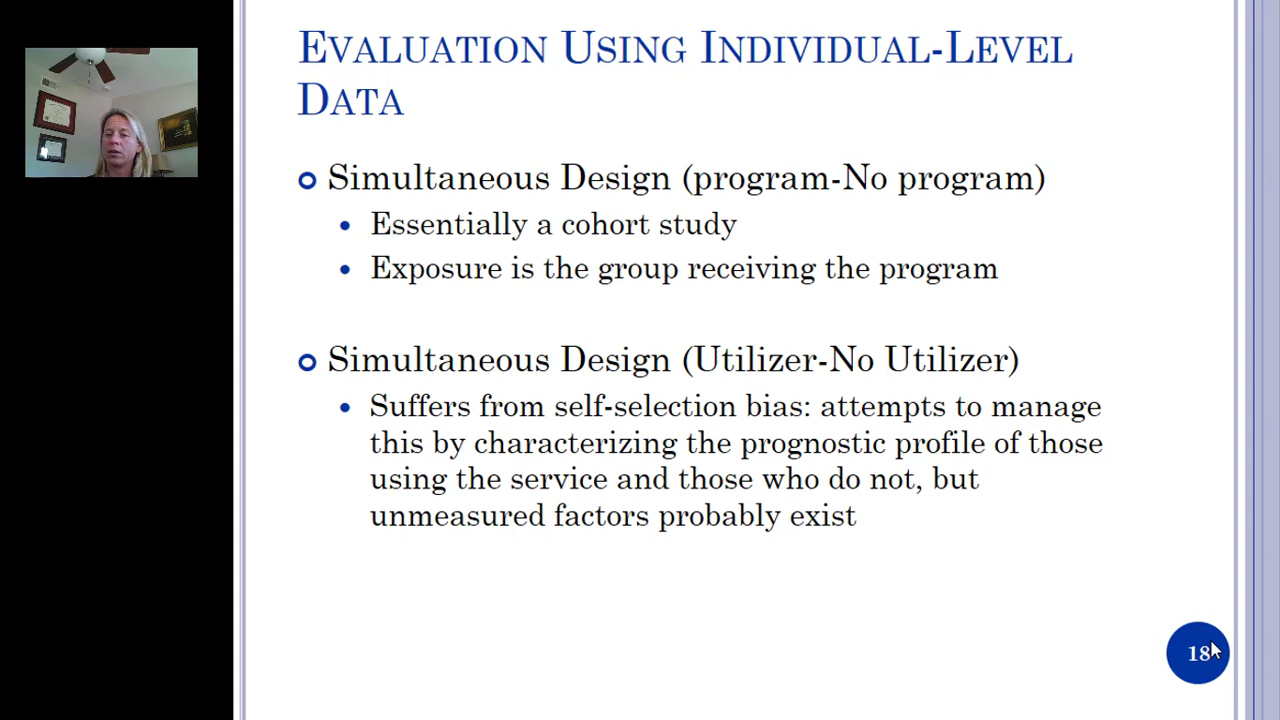 Evaluation Using Individual-Level
Data
Simultaneous Design (program-No program)
Essentially a cohort study
Exposure is the group receiving the program
Simultaneous Design (Utilizer-No Utilizer)
Suffers from self-selection bias: attempts to manage
this by characterizing the prognostic profile of those
using the service and those who do not, but
unmeasured factors probably exist
18